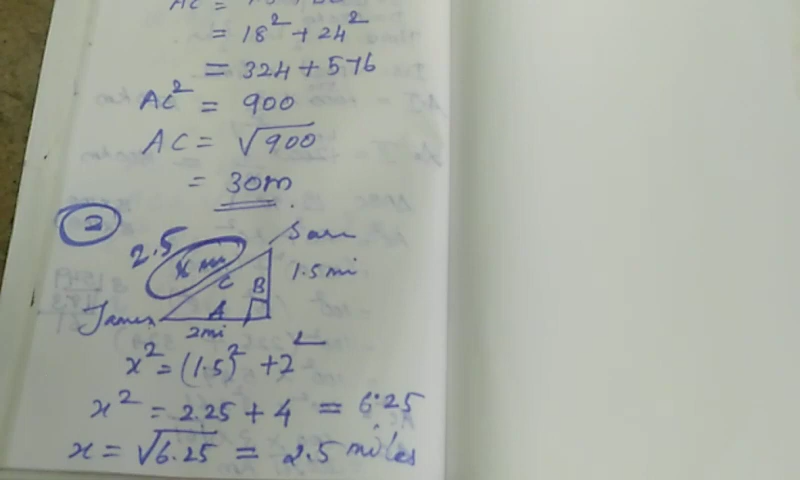 AC =
= 18² + 24²
= 324 + 576
AC² = 900
AC = √900
= 30m.
2
2.5
x mi
Sam
1.5 mi
C
B
A
James
2mi
x² = (1.5)² + 2²
x² = 2.25 + 4 = 6.25
x = √6.25 = 2.5 miles